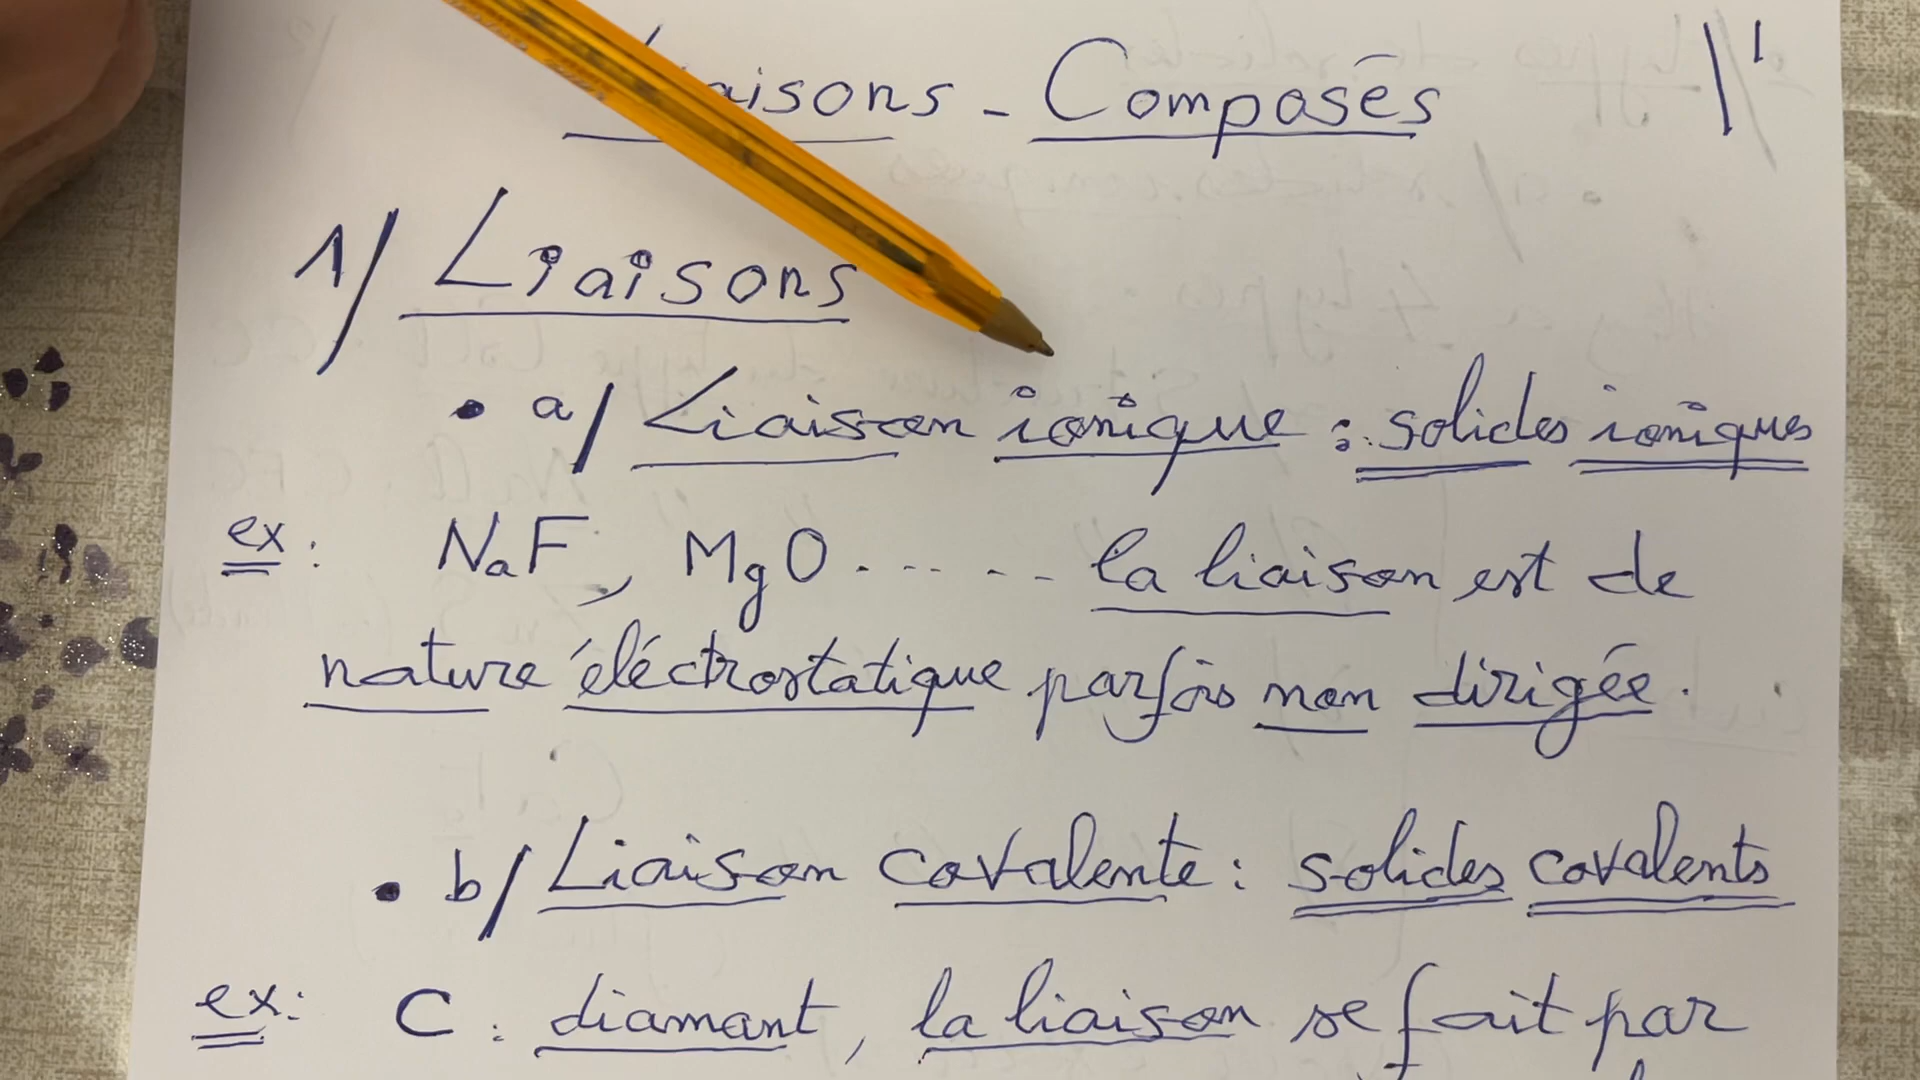 Liaisons - Composés 1
1/ Liaisons
• a/ Liaison ionique : solides ioniques
ex : NaF, MgO ...... la liaison est de
nature éléctrostatique parfois non dirigée.
• b/ Liaison covalente : solides covalents
ex : C : diamant, la liaison se fait par